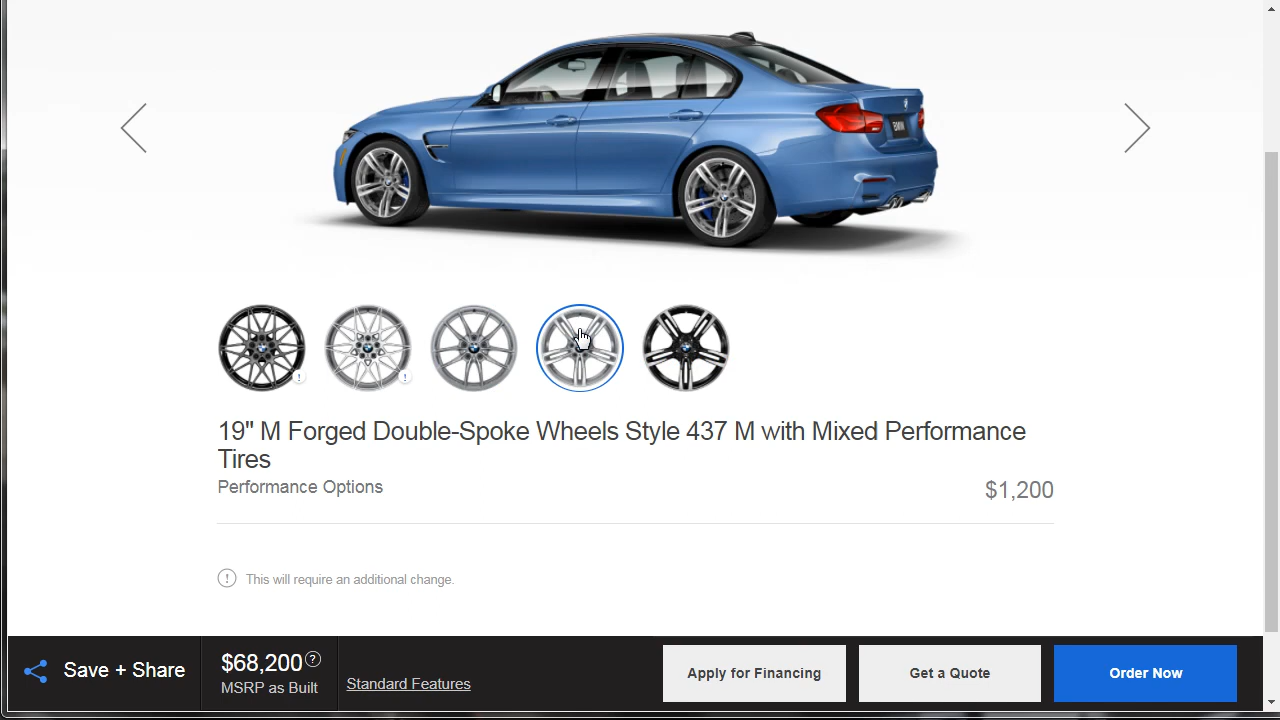 BMW
19" M Forged Double-Spoke Wheels Style 437 M with Mixed Performance
Tires
Performance Options
$1,200
! This will require an additional change.
Save + Share
$68,200 ?
MSRP as Built
Standard Features
Apply for Financing
Get a Quote
Order Now